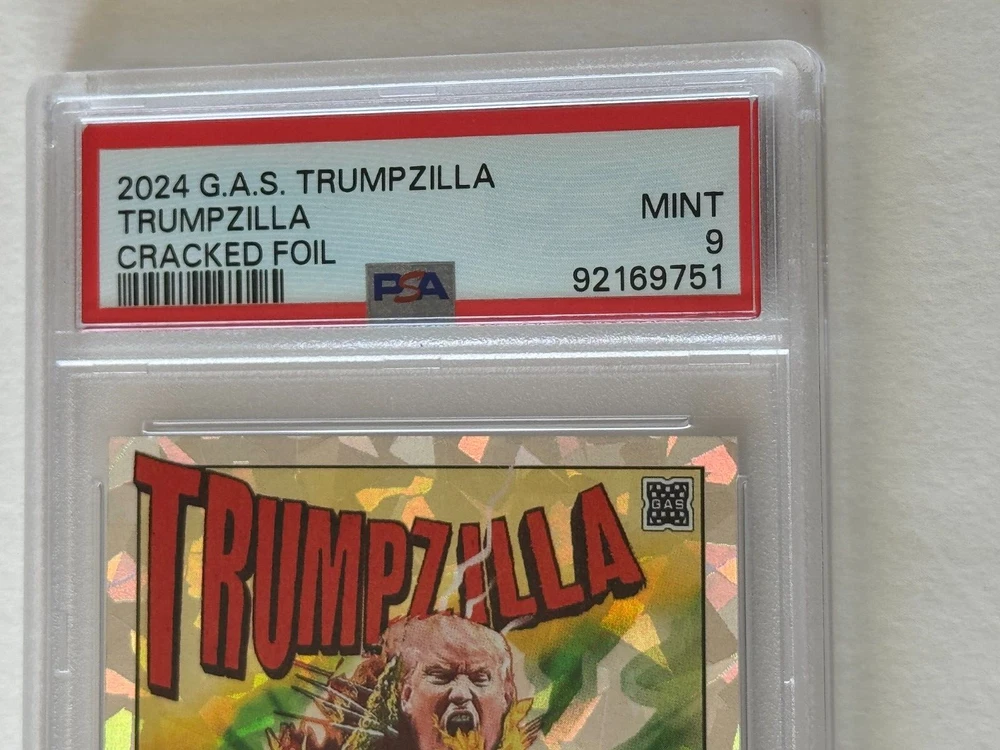 2024 G.A.S. TRUMPZILLA
TRUMPZILLA
CRACKED FOIL
MINT
9
92169751
PSA
TRUMPZILLA
GAS